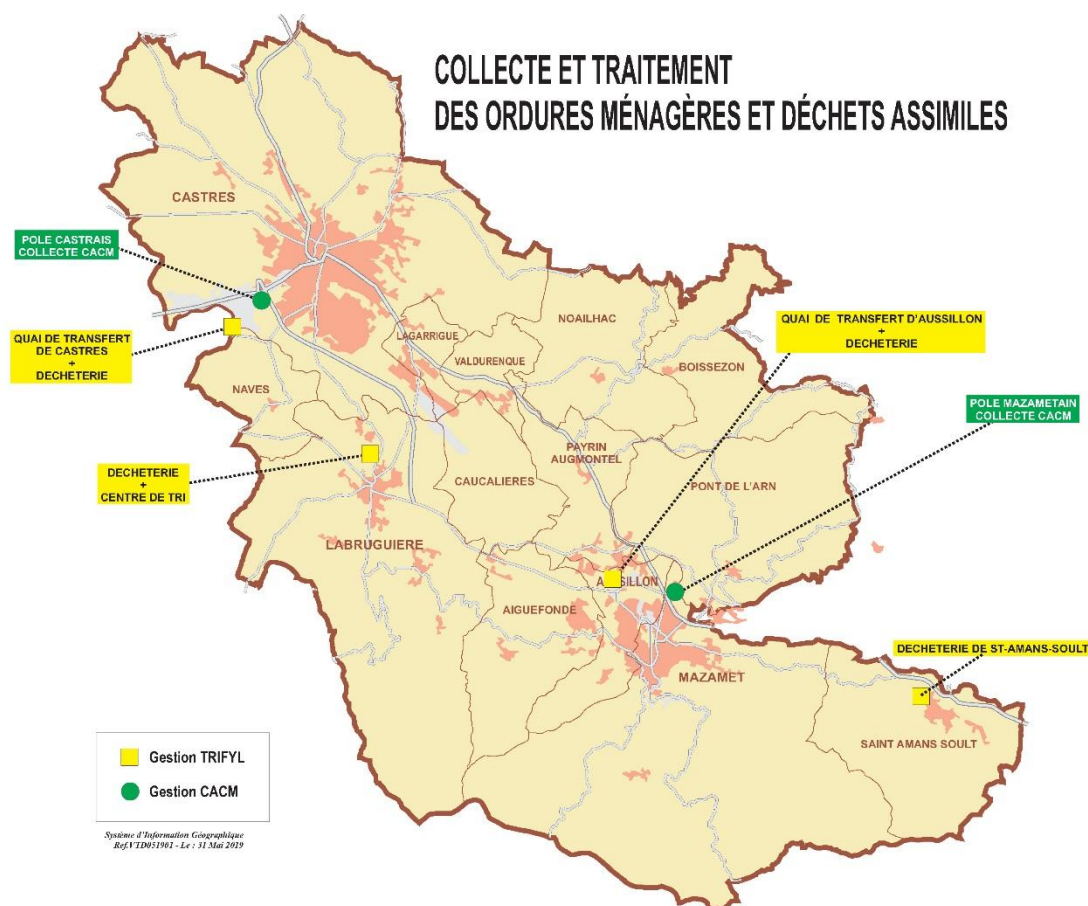 COLLECTE ET TRAITEMENT
DES ORDURES MÉNAGÈRES ET DÉCHETS ASSIMILES
CASTRES
POLE CASTRAIS
COLLECTE CACM
QUAI DE TRANSFERT
DE CASTRES
+
DECHETERIE
NOAILHAC
QUAI DE TRANSFERT D'AUSSILLON
+
DECHETERIE
LAGARRIGUE
VALDURENQUE
BOISSEZON
NAVES
POLE MAZAMETAIN
COLLECTE CACM
DECHETERIE
+
CENTRE DE TRI
PAYRIN
AUGMONTEL
CAUCALIERES
PONT DE L'ARN
LABRUGUIERE
AUSSILLON
AIGUEFONDE
DECHETERIE DE ST-AMANS-SOULT
MAZAMET
SAINT AMANS SOULT
Gestion TRIFYL
Gestion CACM
Système d'Information Géographique
Ref.VTD051901 - Le : 31 Mai 2019